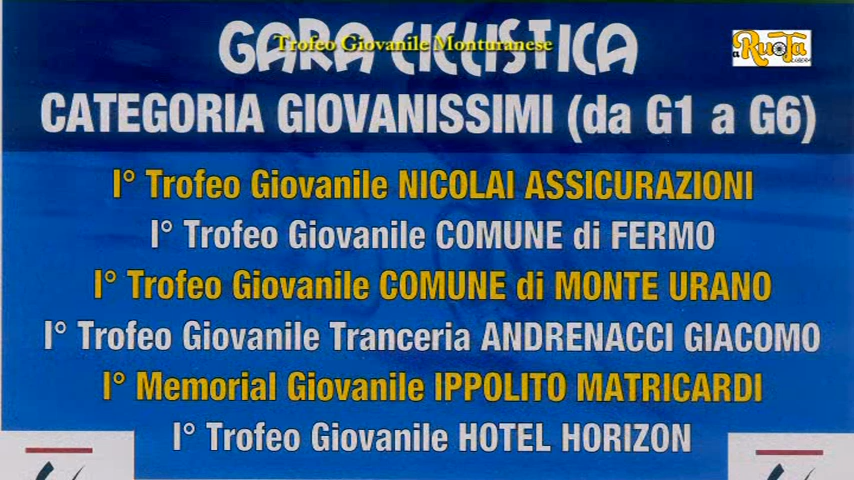 GARA CICLISTICA
Trofeo Giovanile Monturanese
a RUOTA
CATEGORIA GIOVANISSIMI (da G1 a G6)
I° Trofeo Giovanile NICOLAI ASSICURAZIONI
I° Trofeo Giovanile COMUNE di FERMO
I° Trofeo Giovanile COMUNE di MONTE URANO
I° Trofeo Giovanile Tranceria ANDRENACCI GIACOMO
I° Memorial Giovanile IPPOLITO MATRICARDI
I° Trofeo Giovanile HOTEL HORIZON